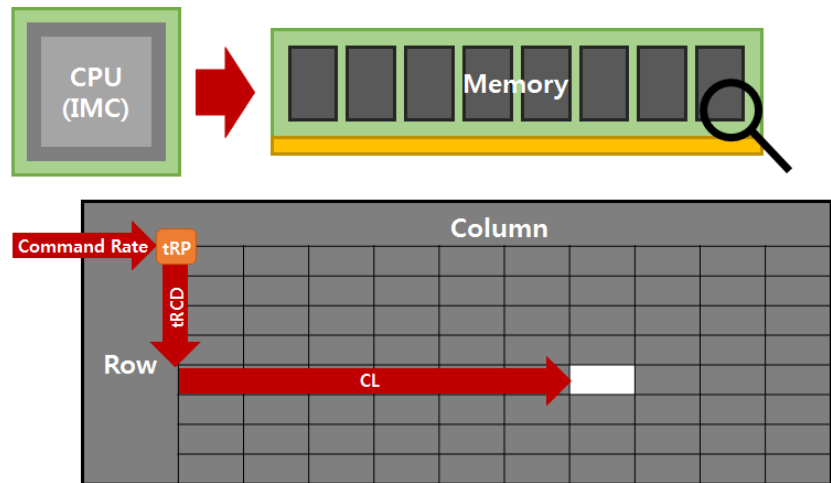 CPU
(IMC)
Memory
Column
Command Rate
tRP
tRCD
Row
CL